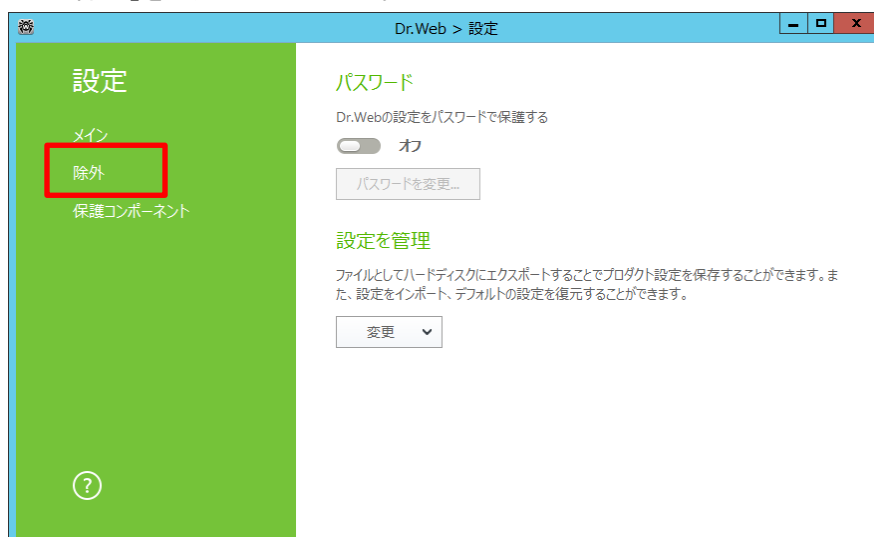 Dr.Web > 設定
設定
メイン
除外
保護コンポーネント
パスワード
Dr.Webの設定をパスワードで保護する
オフ
パスワードを変更...
設定を管理
ファイルとしてハードディスクにエクスポートすることでプロダクト設定を保存することができます。ま
た、設定をインポート、デフォルトの設定を復元することができます。
変更
?